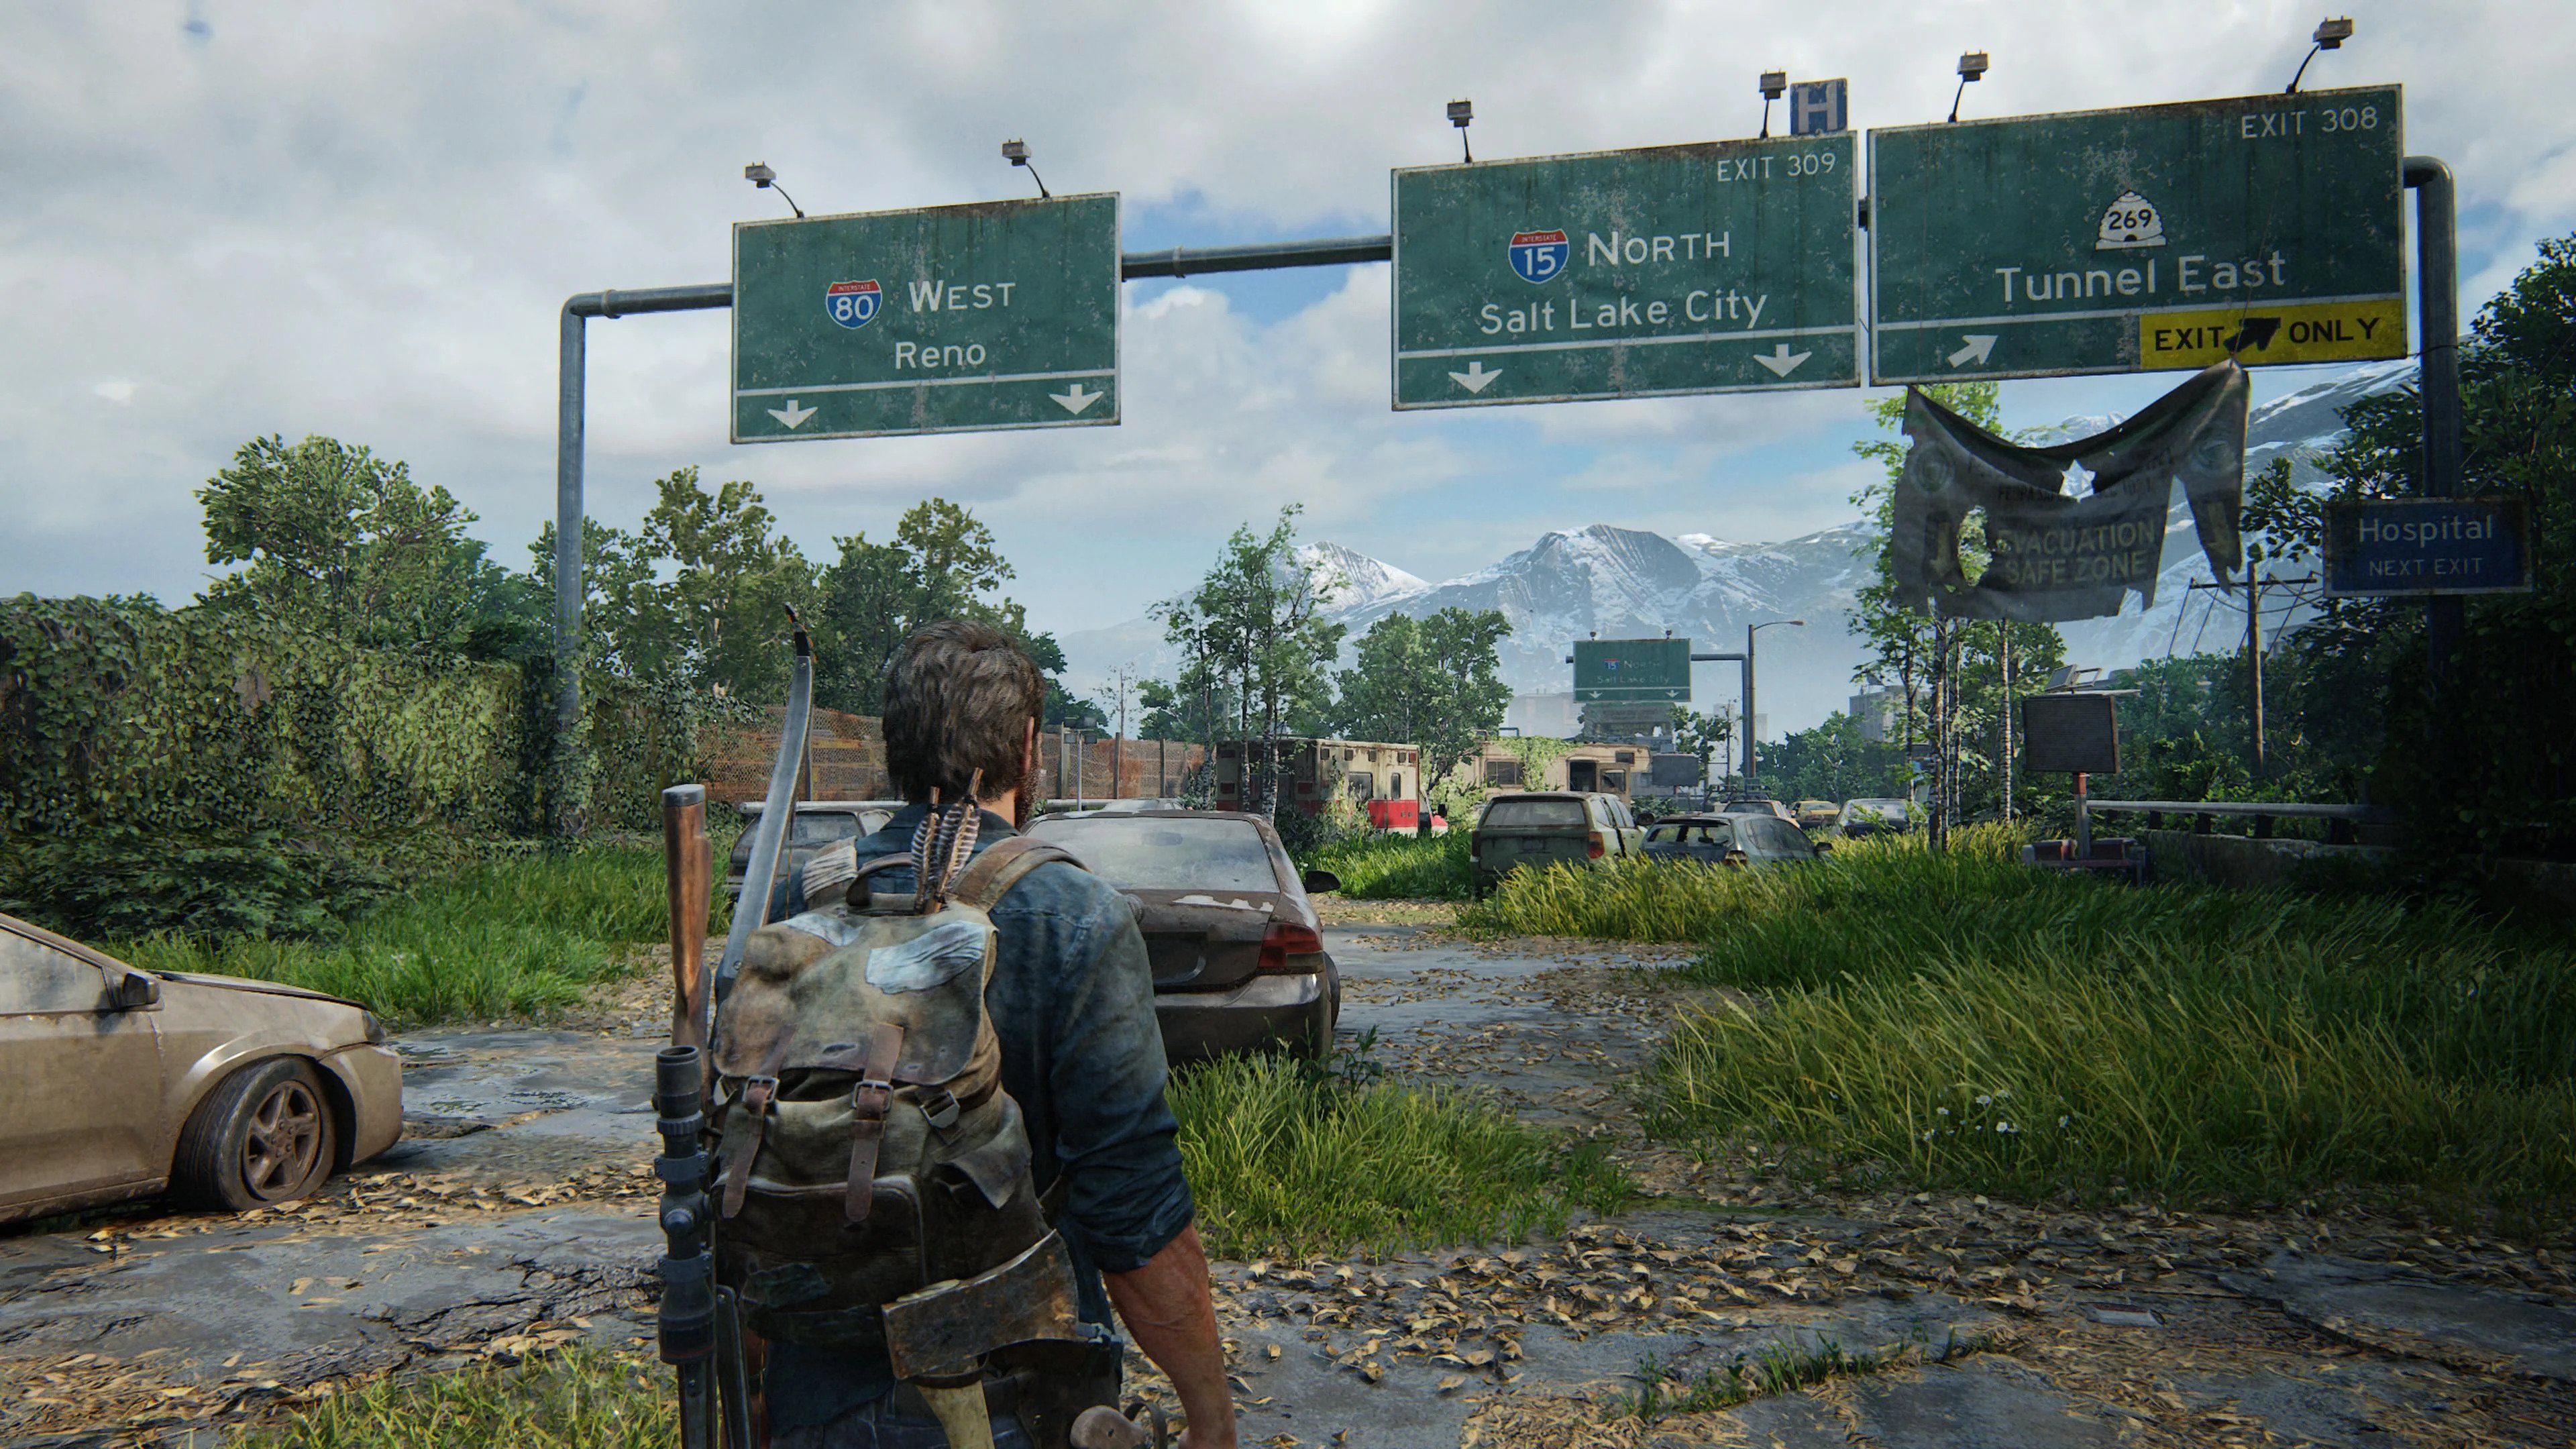 INTERSTATE
80 WEST
Reno
H
EXIT 309
INTERSTATE
15 NORTH
Salt Lake City
EXIT 308
269
Tunnel East
EXIT ONLY
EVACUATION
SAFE ZONE
Hospital
NEXT EXIT
15 North
Salt Lake City